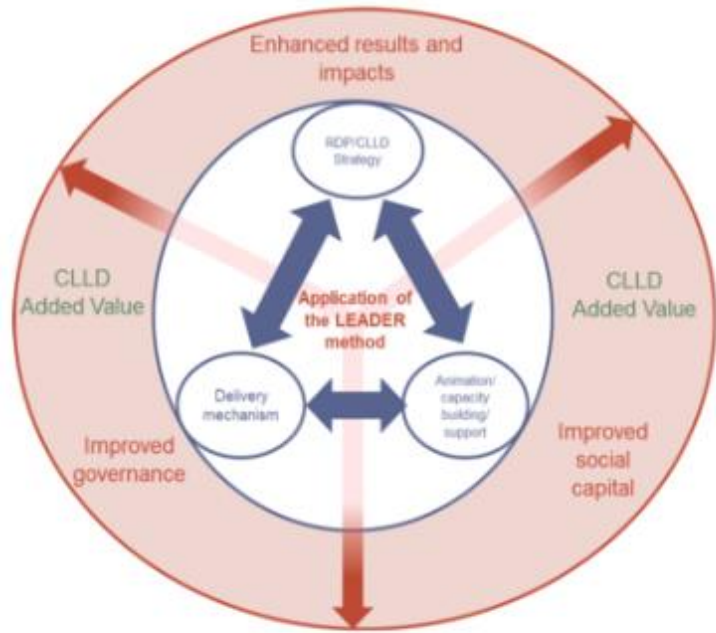 Enhanced results and
impacts
RDP/CLLD
Strategy
CLLD
Added Value
Application of
the LEADER
method
CLLD
Added Value
Delivery
mechanism
Animation/
capacity
building/
support
Improved
governance
Improved
social
capital